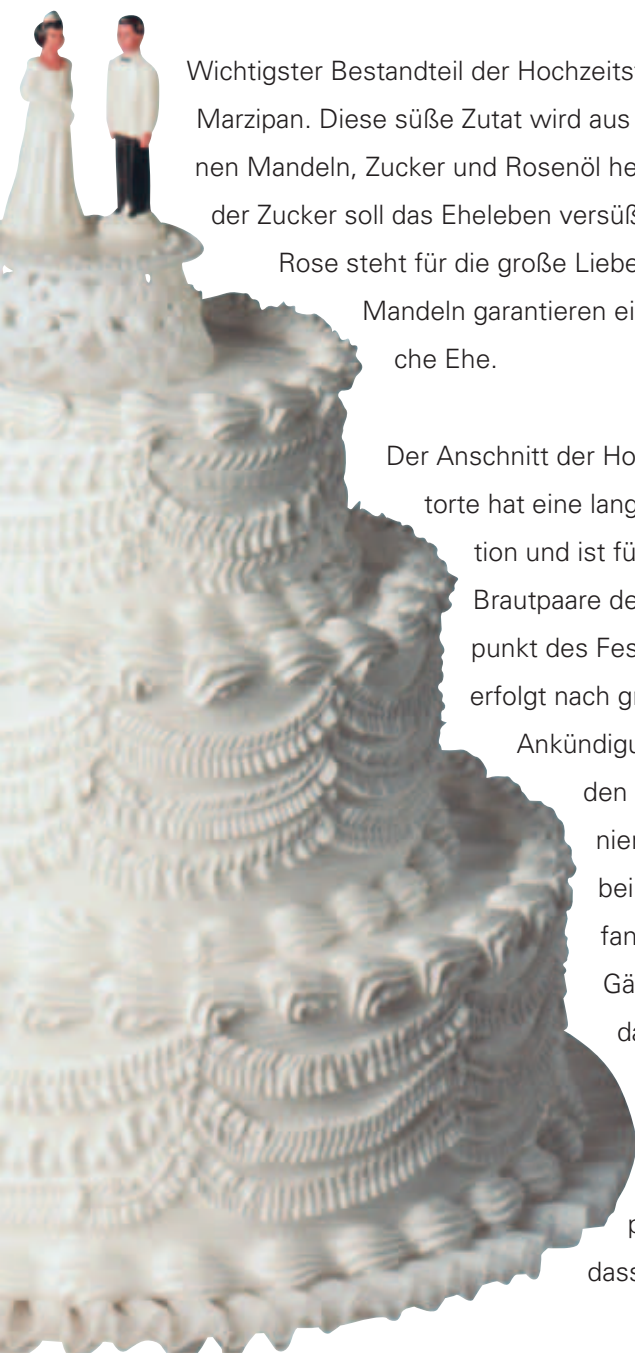 Wichtigster Bestandteil der Hochzeitst
Marzipan. Diese süße Zutat wird aus
nen Mandeln, Zucker und Rosenöl he
der Zucker soll das Eheleben versüß
Rose steht für die große Liebe
Mandeln garantieren ei
che Ehe.
Der Anschnitt der Ho
torte hat eine lang
tion und ist fü
Brautpaare de
punkt des Fes
erfolgt nach g
Ankündigu
den
nier
bei
fan
Gä
da
p
dass